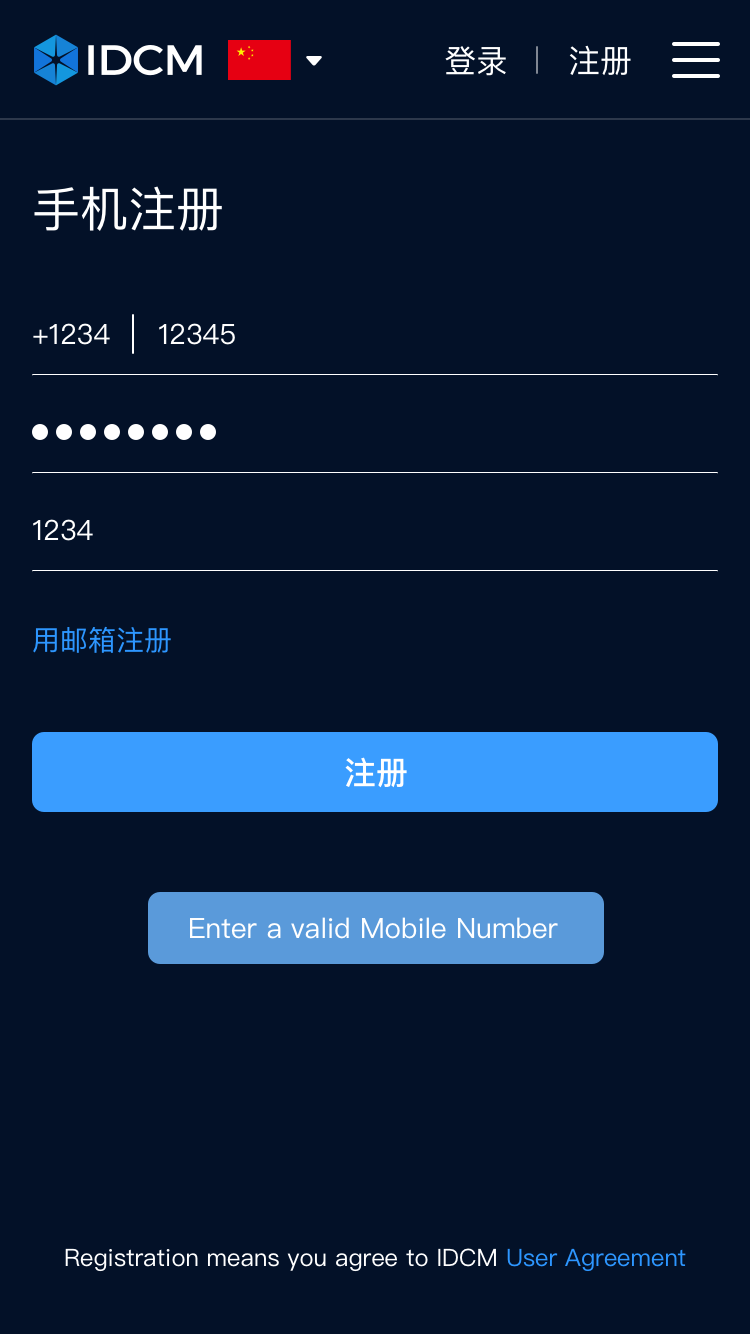 IDCM 登录 注册
手机注册
+1234 12345
●●●●●●●●
1234
用邮箱注册
注册
Enter a valid Mobile Number
Registration means you agree to IDCM User Agreement